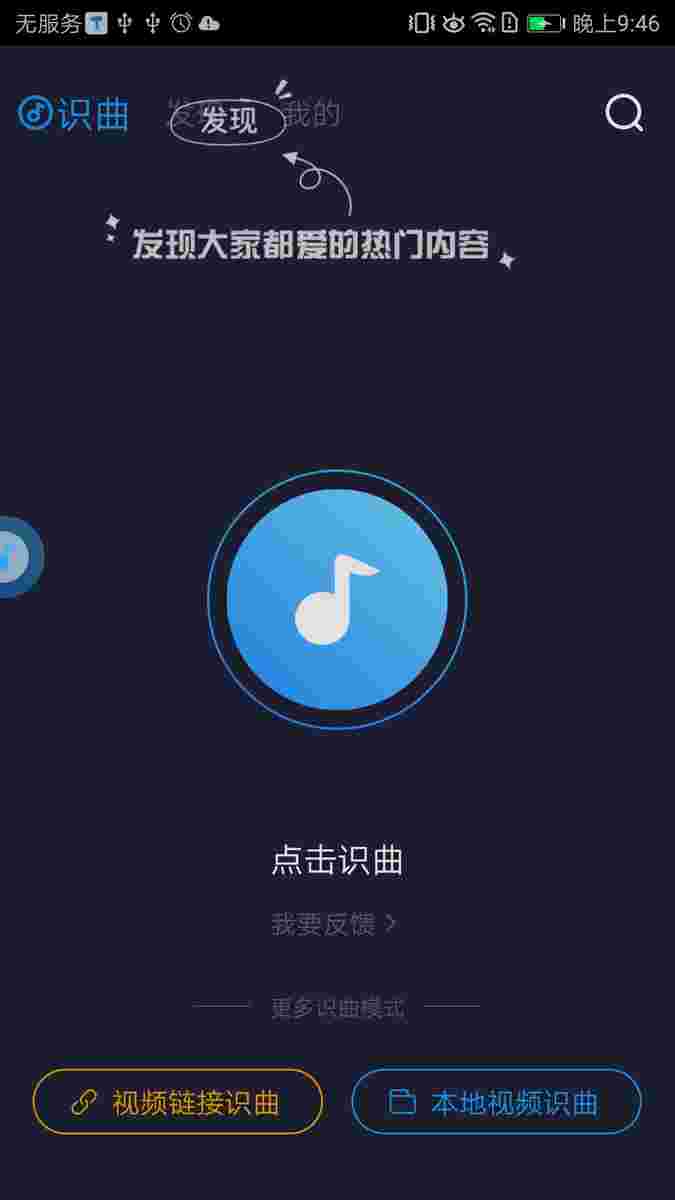 无服务 晚上9:46
识曲 发现 我的
发现
发现大家都爱的热门内容
点击识曲
我要反馈
更多识曲模式
视频链接识曲 本地视频识曲